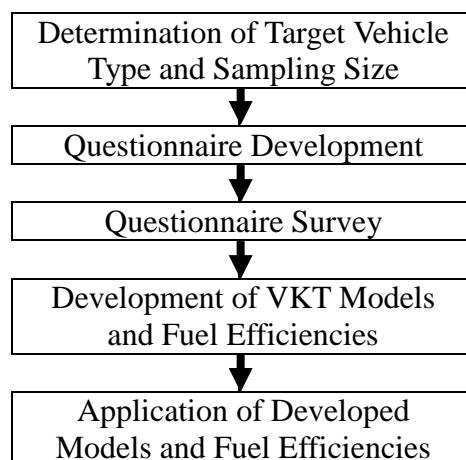 Determination of Target Vehicle
Type and Sampling Size
Questionnaire Development
Questionnaire Survey
Development of VKT Models
and Fuel Efficiencies
Application of Developed
Models and Fuel Efficiencies